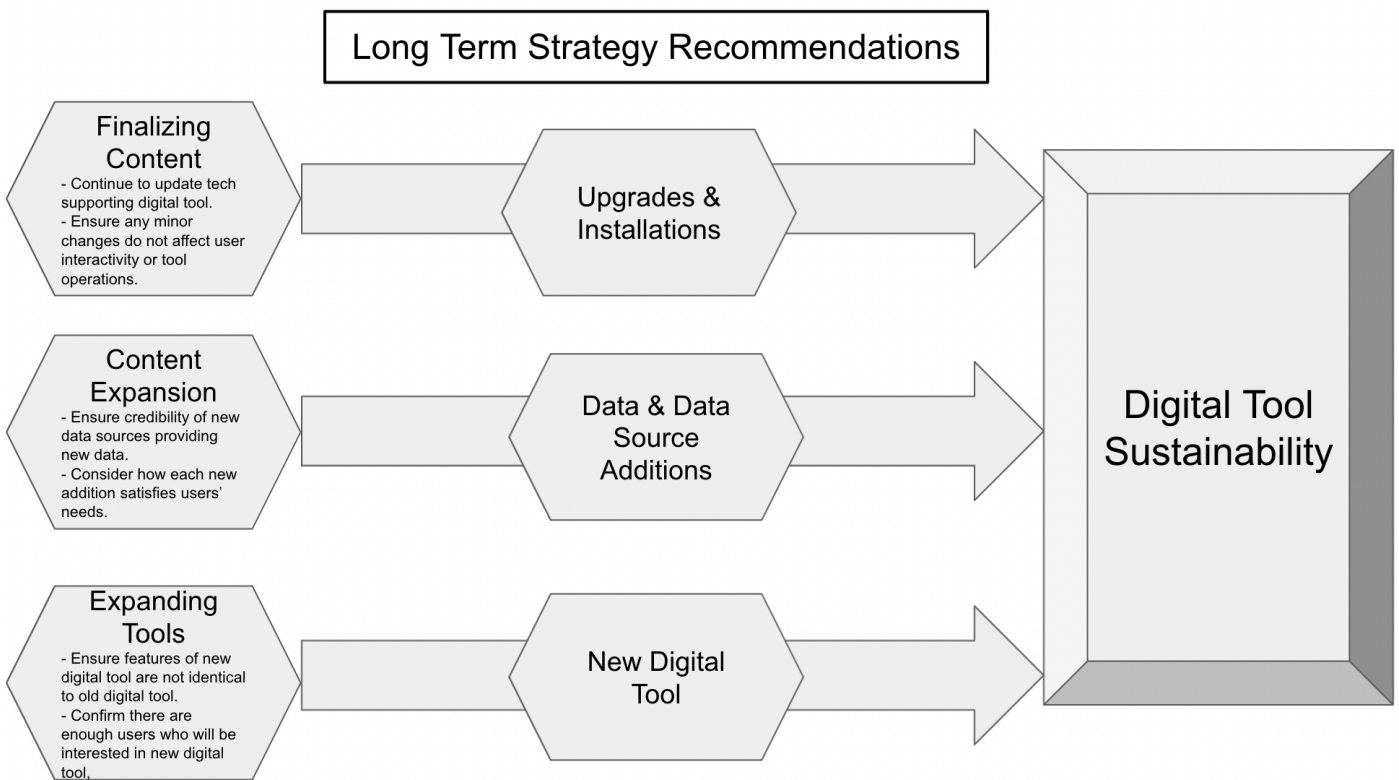 Long Term Strategy Recommendations
Finalizing
Content
- Continue to update tech
supporting digital tool.
- Ensure any minor
changes do not affect user
interactivity or tool
operations.
Upgrades &
Installations
Content
Expansion
- Ensure credibility of new
data sources providing
new data.
- Consider how each new
addition satisfies users’
needs.
Data & Data
Source
Additions
Expanding
Tools
- Ensure features of new
digital tool are not identical
to old digital tool.
- Confirm there are
enough users who will be
interested in new digital
tool,
New Digital
Tool
Digital Tool
Sustainability